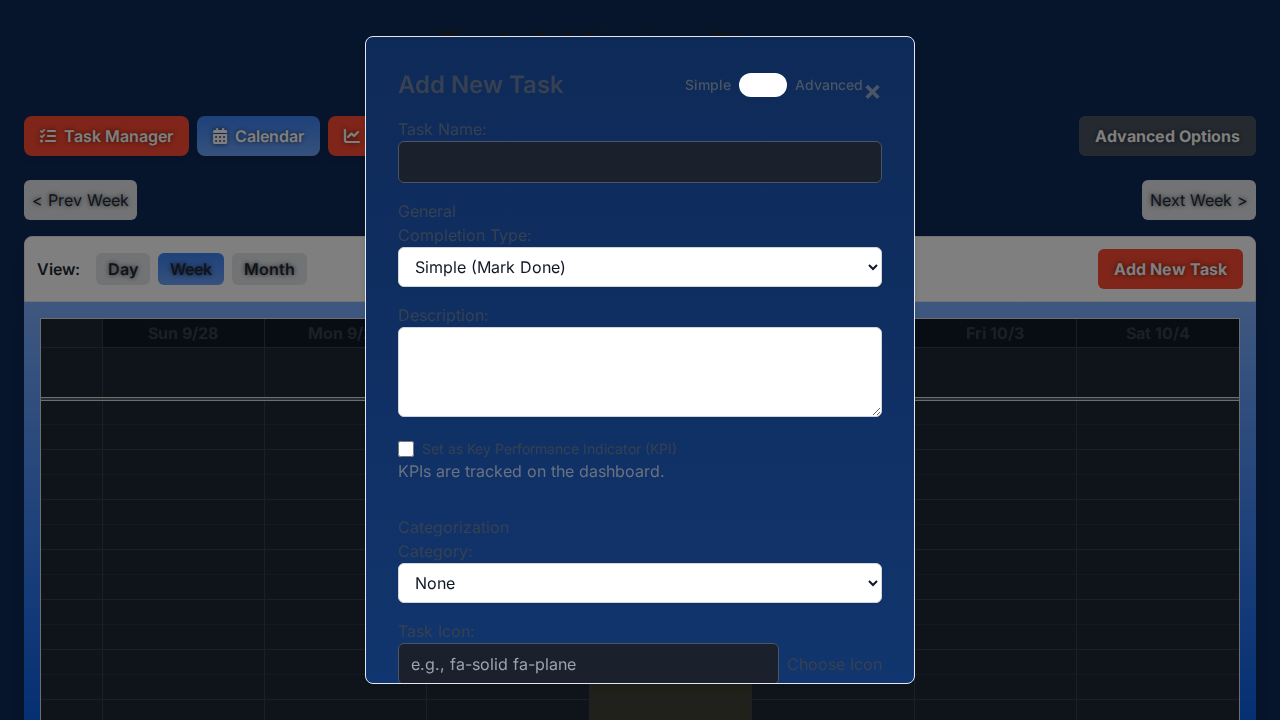 Add New Task
Simple
Advanced
×
Task Manager
Calendar
Advanced Options
Task Name:
< Prev Week
Next Week >
General
Completion Type:
View:
Day
Week
Month
Simple (Mark Done)
Add New Task
Description:
Sun 9/28
Mon 9/
Fri 10/3
Sat 10/4
Set as Key Performance Indicator (KPI)
KPIs are tracked on the dashboard.
Categorization
Category:
None
Task Icon:
e.g., fa-solid fa-plane
Choose Icon